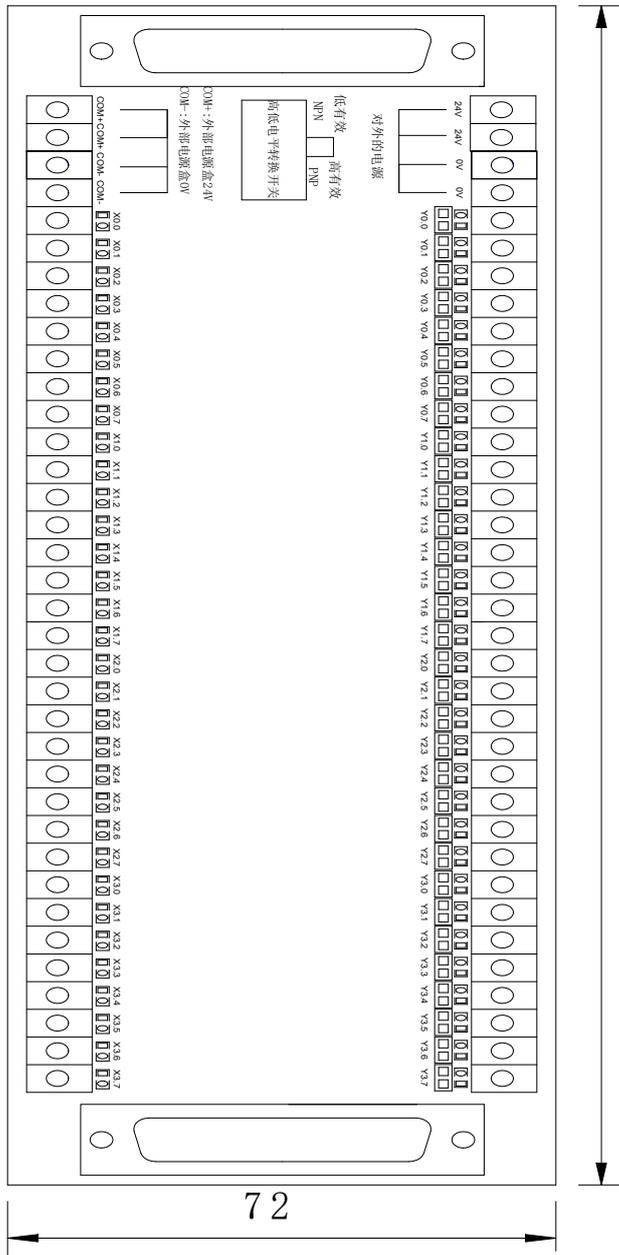 COM+
COM+
COM-
COM-
COM+:外部电源盒24V
COM-:外部电源盒0V
高低电平转换开关
低有效
NPN
高有效
PNP
对外的电源
24V
24V
0V
0V
X0.0
X0.1
X0.2
X0.3
X0.4
X0.5
X0.6
X0.7
X1.0
X1.1
X1.2
X1.3
X1.4
X1.5
X1.6
X1.7
X2.0
X2.1
X2.2
X2.3
X2.4
X2.5
X2.6
X2.7
X3.0
X3.1
X3.2
X3.3
X3.4
X3.5
X3.6
X3.7
Y0.0
Y0.1
Y0.2
Y0.3
Y0.4
Y0.5
Y0.6
Y0.7
Y1.0
Y1.1
Y1.2
Y1.3
Y1.4
Y1.5
Y1.6
Y1.7
Y2.0
Y2.1
Y2.2
Y2.3
Y2.4
Y2.5
Y2.6
Y2.7
Y3.0
Y3.1
Y3.2
Y3.3
Y3.4
Y3.5
Y3.6
Y3.7
72